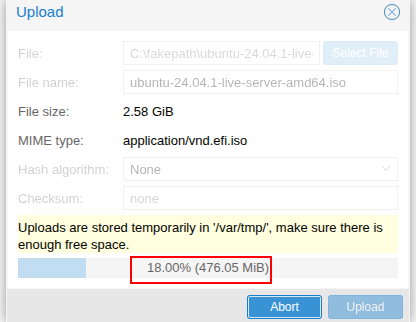 Upload
File: C:\fakepath\ubuntu-24.04.1-live- Select File
File name: ubuntu-24.04.1-live-server-amd64.iso
File size: 2.58 GiB
MIME type: application/vnd.efi.iso
Hash algorithm: None
Checksum: none
Uploads are stored temporarily in '/var/tmp/', make sure there is
enough free space.
18.00% (476.05 MiB)
Abort Upload